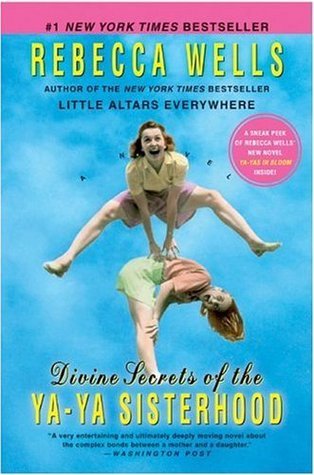 #1 NEW YORK TIMES BESTSELLER
REBECCA WELLS
AUTHOR OF THE NEW YORK TIMES BESTSELLER
LITTLE ALTARS EVERYWHERE
A SNEAK PEEK
OF REBECCA WELLS'
NEW NOVEL
YA-YAS IN BLOOM
INSIDE!
A NOVEL
Divine Secrets of the
YA-YA SISTERHOOD
"A very entertaining and ultimately deeply moving novel about
the complex bonds between a mother and a daughter."
—WASHINGTON POST